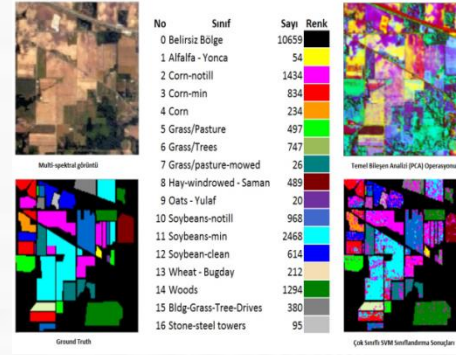 No Sınıf Sayı Renk
0 Belirsiz Bölge 10659
1 Alfalfa - Yonca 54
2 Corn-notill 1434
3 Corn-min 834
4 Corn 234
5 Grass/Pasture 497
6 Grass/Trees 747
7 Grass/pasture-mowed 26
8 Hay-windrowed - Saman 489
9 Oats - Yulaf 20
10 Soybeans-notill 968
11 Soybeans-min 2468
12 Soybean-clean 614
13 Wheat - Bugday 212
14 Woods 1294
15 Bldg-Grass-Tree-Drives 380
16 Stone-steel towers 95
Multi-spektral görüntü
Temel Bileşen Analizi (PCA) Operasyonu
Ground Truth
Çok Sınıflı SVM Sınıflandırma Sonuçları